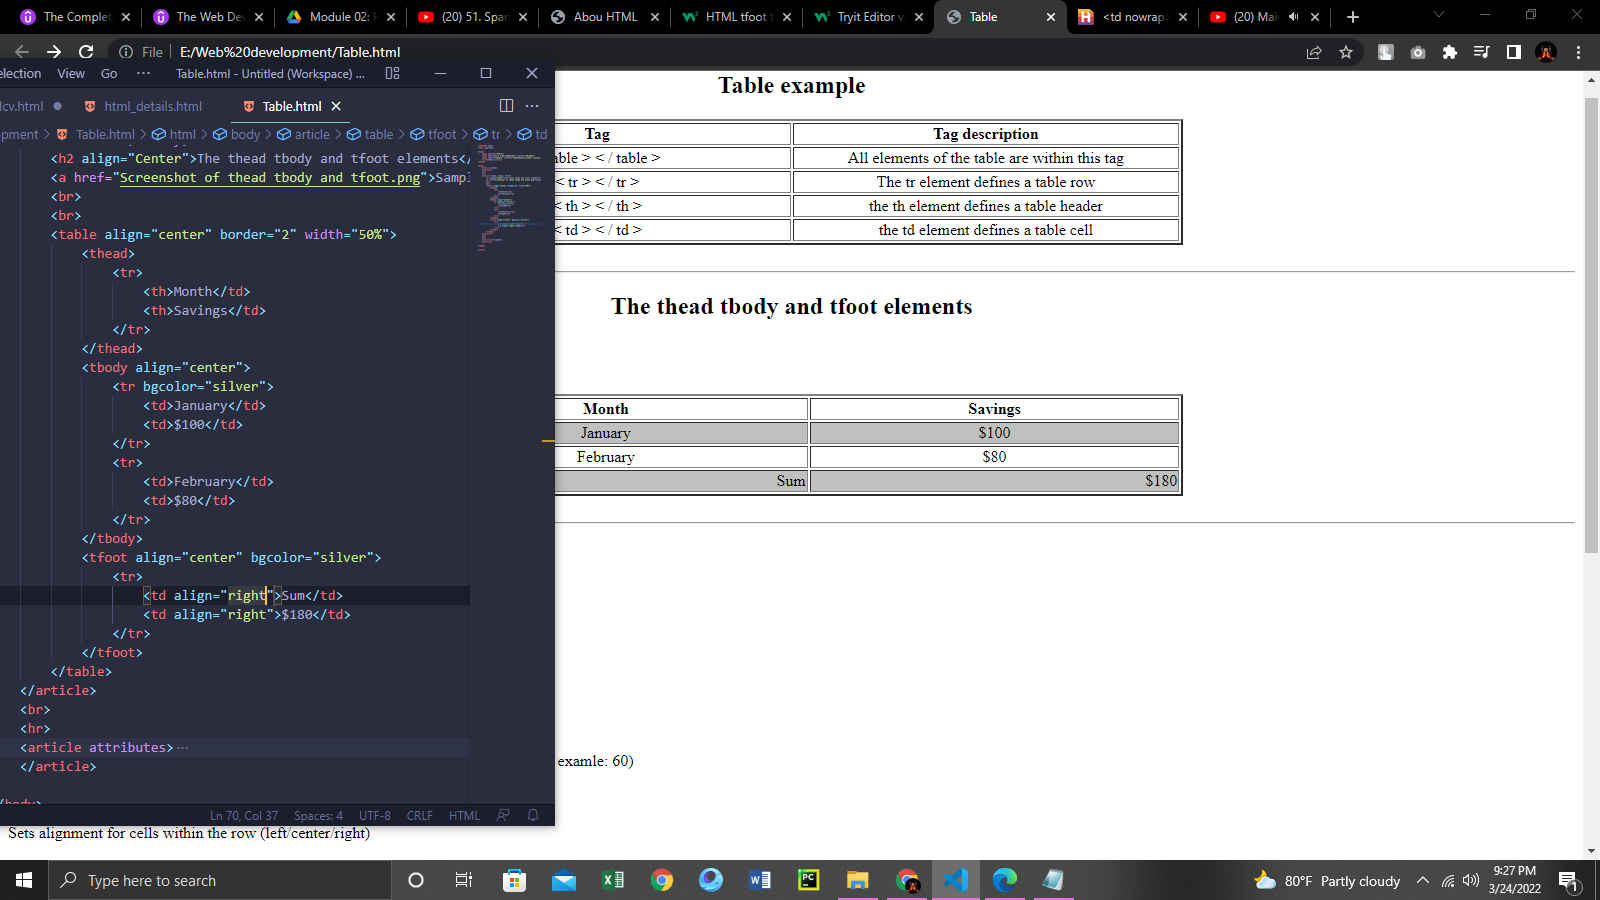 The Complet
The Web De
Module 02: H
(20) 51. Span
Abou HTML
HTML tfoot t
Tryit Editor v.
Table
<td nowrap>
(20) Mai
File
E:/Web%20development/Table.html
election View Go ··· Table.html - Untitled (Workspace) ...
cv.html html_details.html Table.html ···
pment > Table.html > html > body > article > table > tfoot > tr > td
<h2 align="Center">The thead tbody and tfoot elements</
<a href="Screenshot of thead tbody and tfoot.png">Sampl
<br>
<br>
<table align="center" border="2" width="50%">
<thead>
<tr>
<th>Month</td>
<th>Savings</td>
</tr>
</thead>
<tbody align="center">
<tr bgcolor="silver">
<td>January</td>
<td>$100</td>
</tr>
<tr>
<td>February</td>
<td>$80</td>
</tr>
</tbody>
<tfoot align="center" bgcolor="silver">
<tr>
<td align="right">Sum</td>
<td align="right">$180</td>
</tr>
</tfoot>
</table>
</article>
<br>
<hr>
<article attributes>···
</article>
/body>
Ln 70, Col 37 Spaces: 4 UTF-8 CRLF HTML
Table example
Tag Tag description
ble > < / table > All elements of the table are within this tag
< tr > < / tr > The tr element defines a table row
< th > < / th > the th element defines a table header
< td > < / td > the td element defines a table cell
The thead tbody and tfoot elements
Month Savings
January $100
February $80
Sum $180
examle: 60)
Sets alignment for cells within the row (left/center/right)
Type here to search
80°F Partly cloudy
9:27 PM
3/24/2022
1